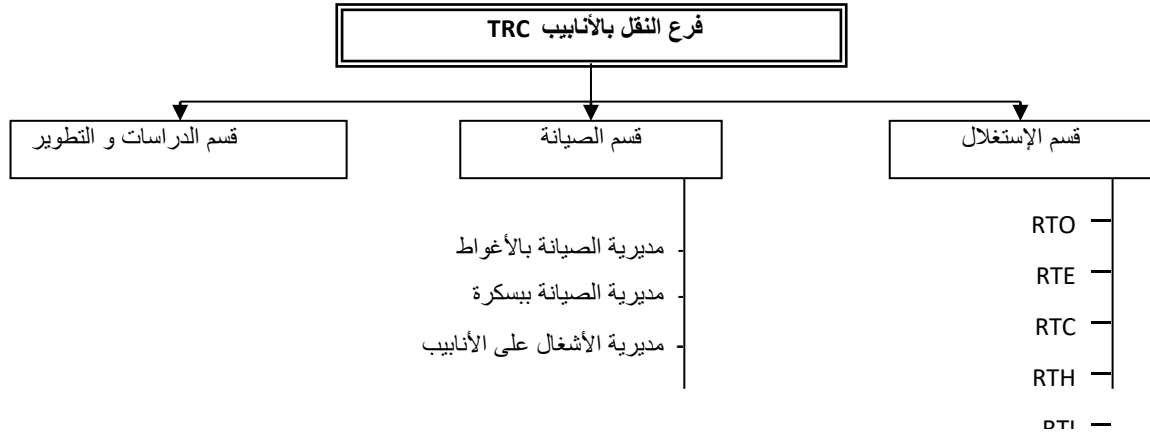 فرع النقل بالأنابيب TRC
قسم الإستغلال
قسم الصيانة
قسم الدراسات و التطوير
RTO
RTE
RTC
RTH
مديرية الصيانة بالأغواط
مديرية الصيانة ببسكرة
مديرية الأشغال على الأنابيب